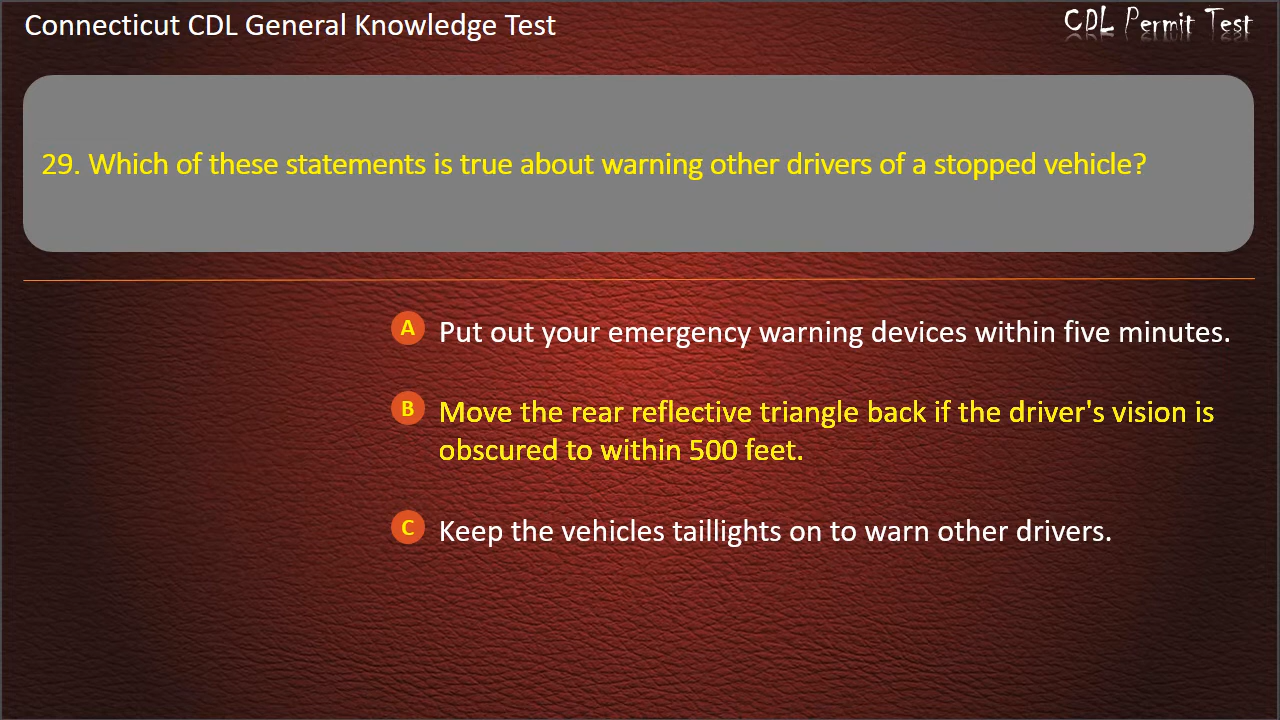 Connecticut CDL General Knowledge Test
CDL Permit Test
29. Which of these statements is true about warning other drivers of a stopped vehicle?
A Put out your emergency warning devices within five minutes.
B Move the rear reflective triangle back if the driver's vision is
obscured to within 500 feet.
C Keep the vehicles taillights on to warn other drivers.